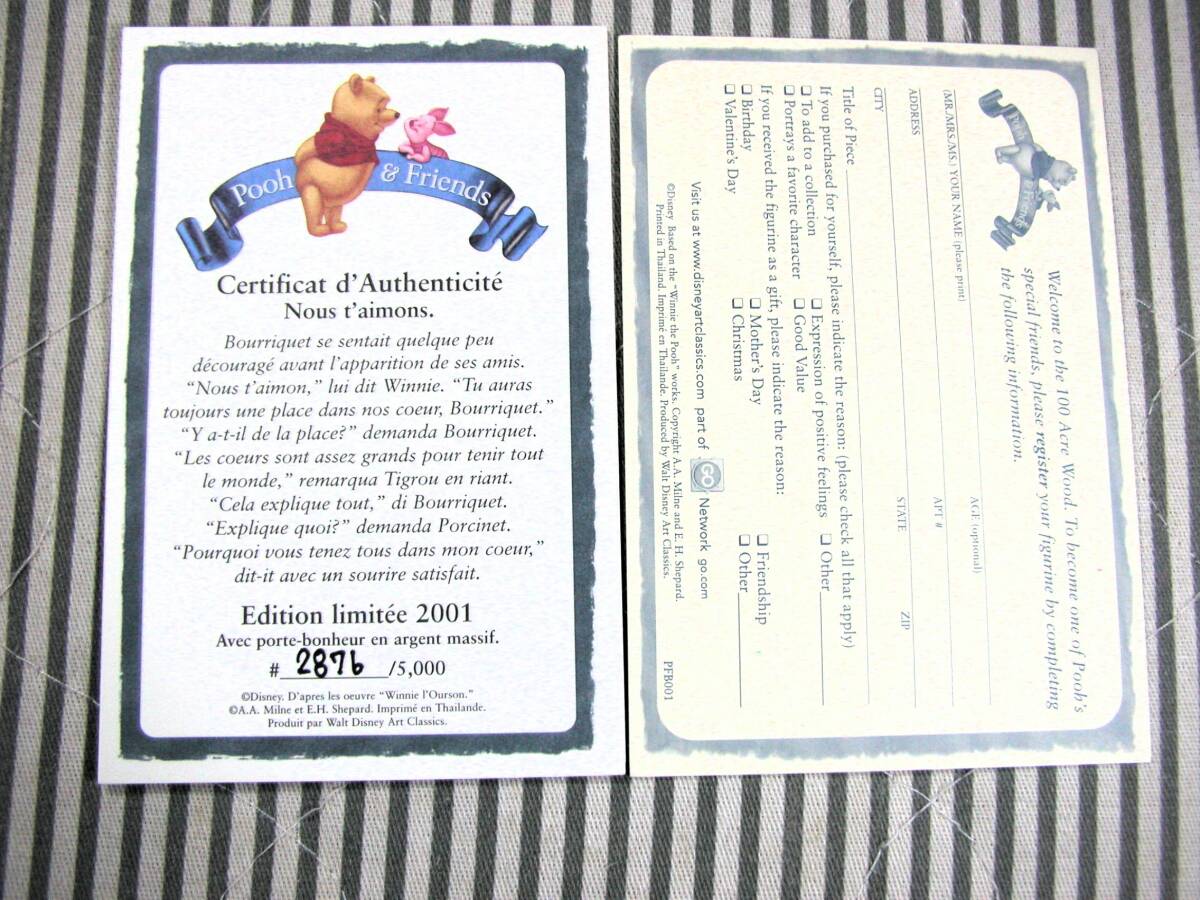 Pooh & Friends
Certificat d'Authenticité
Nous t'aimons.
Bourriquet se sentait quelque peu
découragé avant l'apparition de ses amis.
“Nous t'aimon,” lui dit Winnie. “Tu auras
toujours une place dans nos coeur, Bourriquet.”
“Y a-t-il de la place?” demanda Bourriquet.
“Les coeurs sont assez grands pour tenir tout
le monde,” remarqua Tigrou en riant.
“Cela explique tout,” di Bourriquet.
“Explique quoi?” demanda Porcinet.
“Pourquoi vous tenez tous dans mon coeur,”
dit-it avec un sourire satisfait.
Edition limitée 2001
Avec porte-bonheur en argent massif.
# 2876 /5,000
©Disney. D'apres les oeuvre “Winnie l'Ourson.”
©A.A. Milne et E.H. Shepard. Imprimé en Thailande.
Produit par Walt Disney Art Classics.
Pooh & Friends
Welcome to the 100 Acre Wood. To become one of Pooh's
special friends, please register your figurine by completing
the following information.
(MR./MRS./MS.) YOUR NAME (please print) AGE (optional)
ADDRESS APT #
CITY STATE ZIP
Title of Piece
If you purchased for yourself, please indicate the reason: (please check all that apply)
❑ To add to a collection ❑ Expression of positive feelings ❑ Other
❑ Portrays a favorite character ❑ Good Value
If you received the figurine as a gift, please indicate the reason:
❑ Birthday ❑ Mother's Day ❑ Friendship
❑ Valentine's Day ❑ Christmas ❑ Other
Visit us at www.disneyartclassics.com part of GO Network go.com
©Disney Based on the “Winnie the Pooh” works. Copyright A.A. Milne and E. H. Shepard.
Printed in Thailand. Imprimé en Thaïlande. Produced by Walt Disney Art Classics.
PFB001